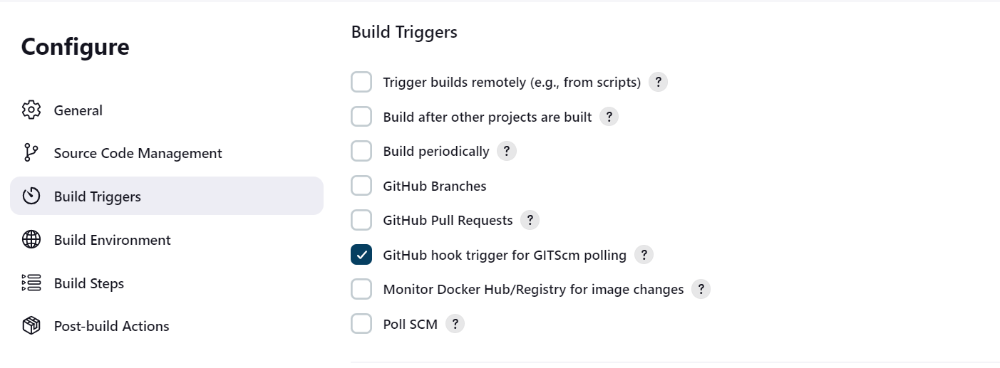 Configure
General
Source Code Management
Build Triggers
Build Environment
Build Steps
Post-build Actions
Build Triggers
Trigger builds remotely (e.g., from scripts) ?
Build after other projects are built ?
Build periodically ?
GitHub Branches
GitHub Pull Requests ?
GitHub hook trigger for GITScm polling ?
Monitor Docker Hub/Registry for image changes ?
Poll SCM ?